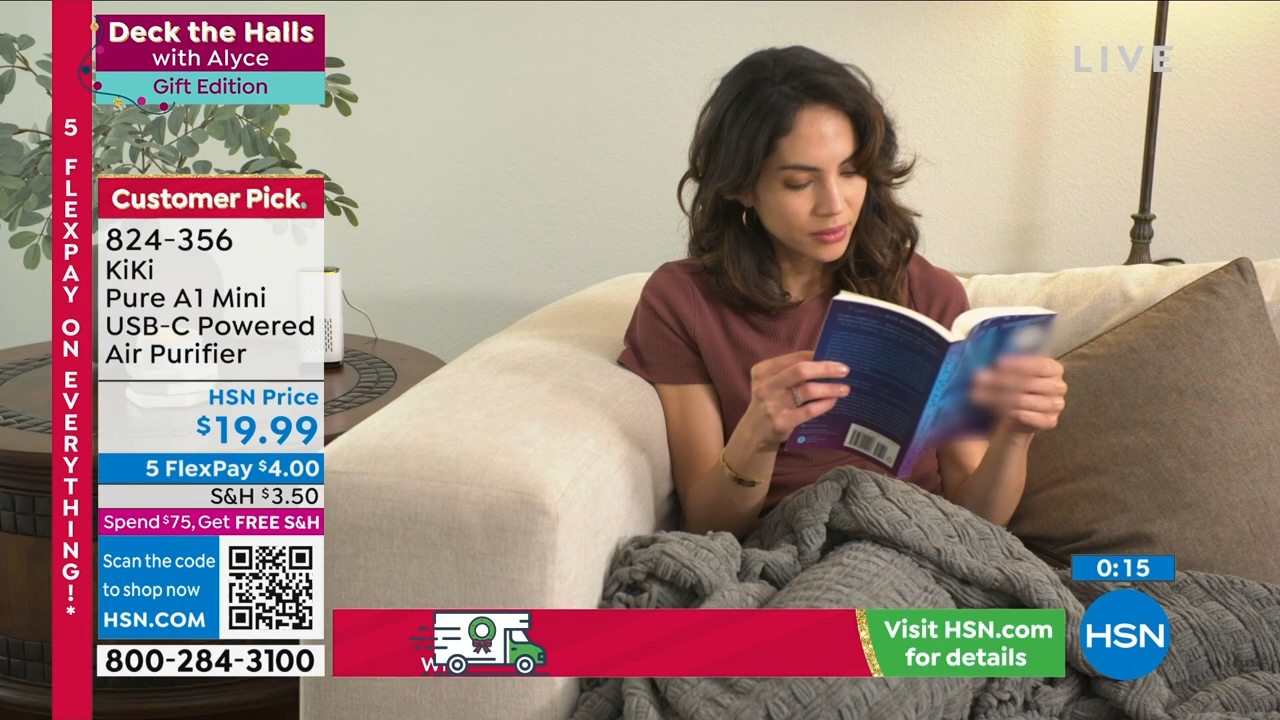 Deck the Halls
with Alyce
Gift Edition
LIVE
5 FLEXPAY ON EVERYTHING!*
Customer Pick.
824-356
KiKi
Pure A1 Mini
USB-C Powered
Air Purifier
HSN Price
$19.99
5 FlexPay $4.00
S&H $3.50
Spend $75, Get FREE S&H
Scan the code
to shop now
HSN.COM
800-284-3100
Visit HSN.com
for details
0:15
HSN